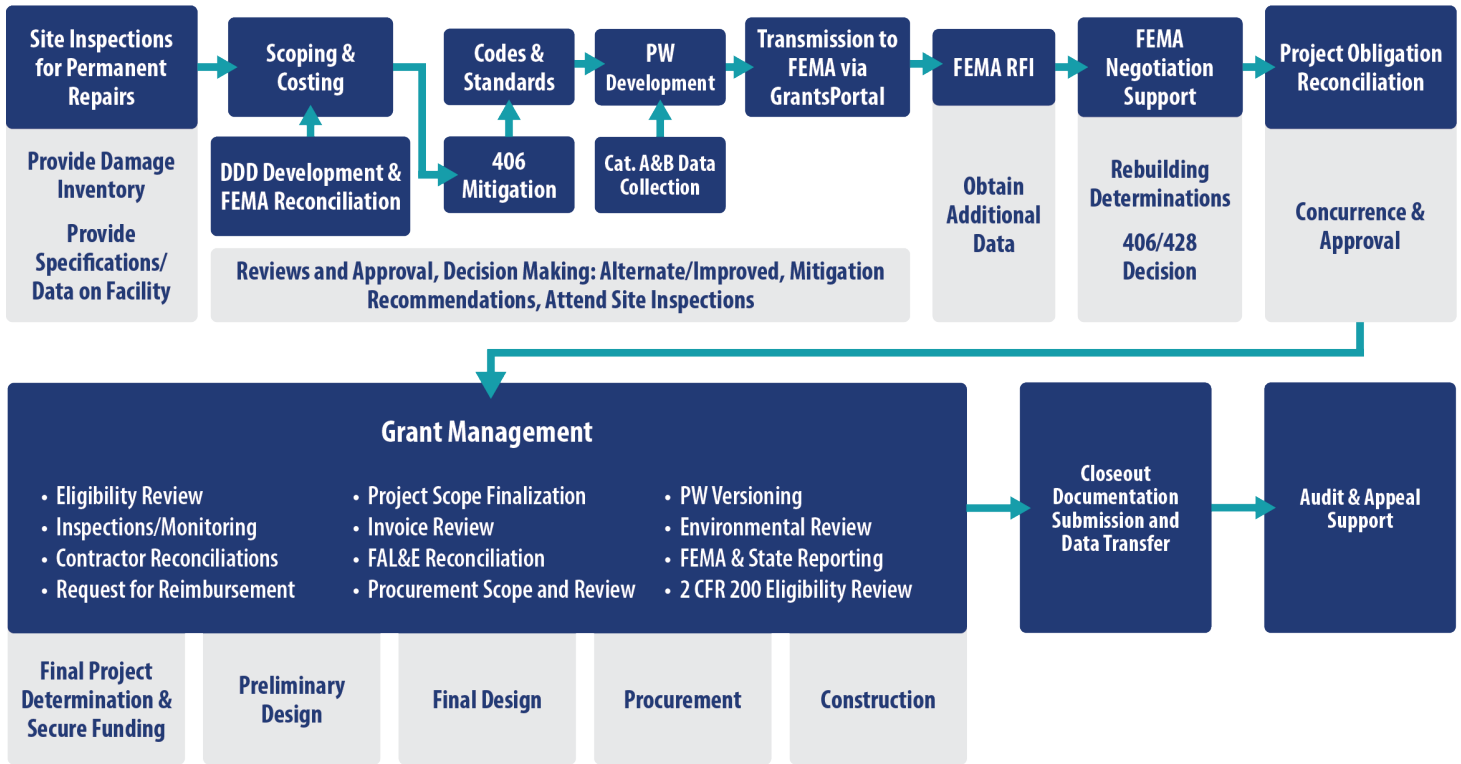 Site Inspections
for Permanent
Repairs
Provide Damage
Inventory
Provide
Specifications/
Data on Facility
Scoping &
Costing
DDD Development &
FEMA Reconciliation
Codes &
Standards
406
Mitigation
PW
Development
Cat. A&B Data
Collection
Transmission to
FEMA via
GrantsPortal
Reviews and Approval, Decision Making: Alternate/Improved, Mitigation
Recommendations, Attend Site Inspections
FEMA RFI
Obtain
Additional
Data
FEMA
Negotiation
Support
Rebuilding
Determinations
406/428
Decision
Project Obligation
Reconciliation
Concurrence &
Approval
Grant Management
• Eligibility Review
• Inspections/Monitoring
• Contractor Reconciliations
• Request for Reimbursement
• Project Scope Finalization
• Invoice Review
• FAL&E Reconciliation
• Procurement Scope and Review
• PW Versioning
• Environmental Review
• FEMA & State Reporting
• 2 CFR 200 Eligibility Review
Final Project
Determination &
Secure Funding
Preliminary
Design
Final Design
Procurement
Construction
Closeout
Documentation
Submission and
Data Transfer
Audit & Appeal
Support